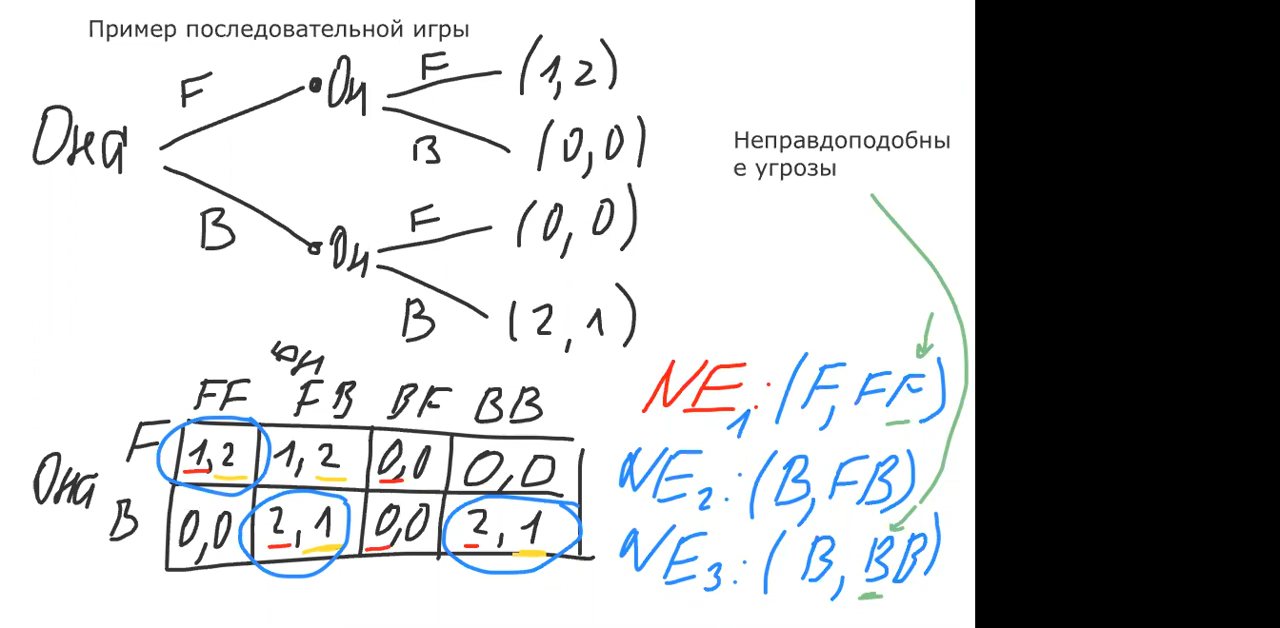 Пример последовательной игры
F
Он
F
(1,2)
Она
B
(0,0)
Неправдоподобны
е угрозы
B
Он
F
(0,0)
B
(2,1)
он
FF FB BF BB
NE1: (F, FF)
Она
F
1,2 1,2 0,0 0,0
NE2: (B, FB)
B
0,0 2,1 0,0 2,1
NE3: (B, BB)